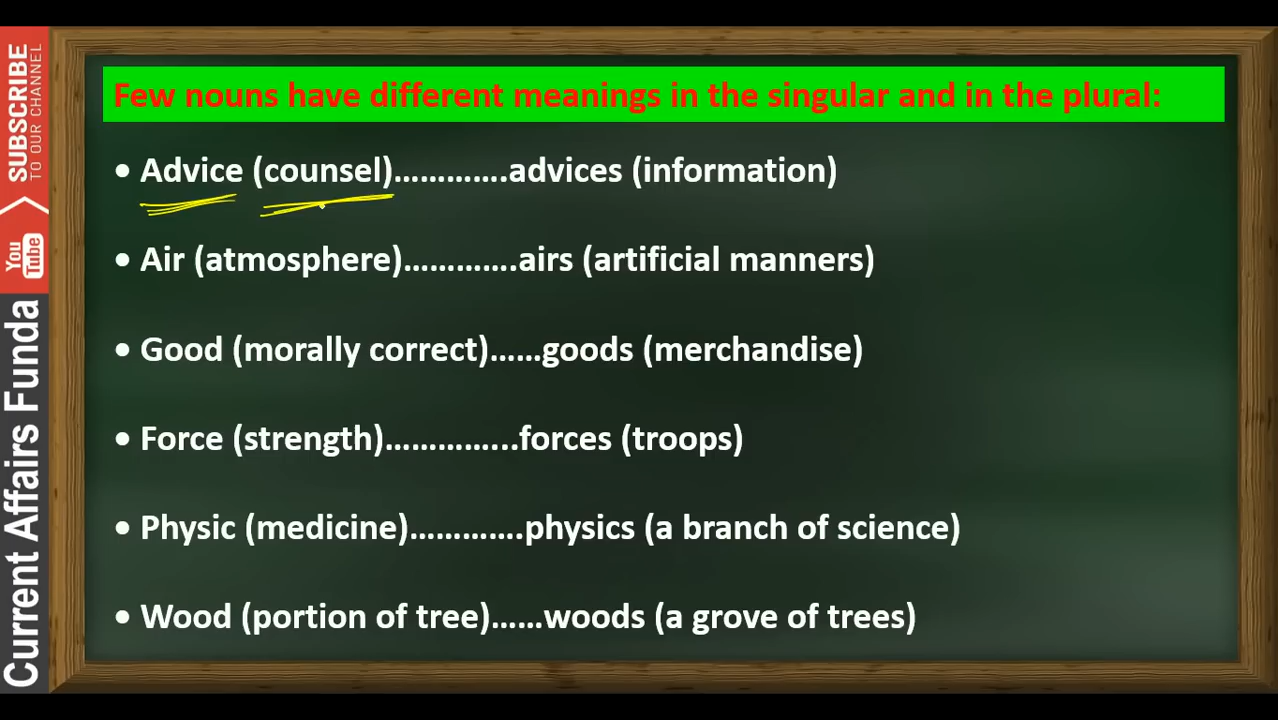 Few nouns have different meanings in the singular and in the plural:
• Advice (counsel)………….advices (information)
• Air (atmosphere)………….airs (artificial manners)
• Good (morally correct)……goods (merchandise)
• Force (strength)…………...forces (troops)
• Physic (medicine)………….physics (a branch of science)
• Wood (portion of tree)……woods (a grove of trees)
SUBSCRIBE
TO OUR CHANNEL
You
Tube
Current Affairs Funda